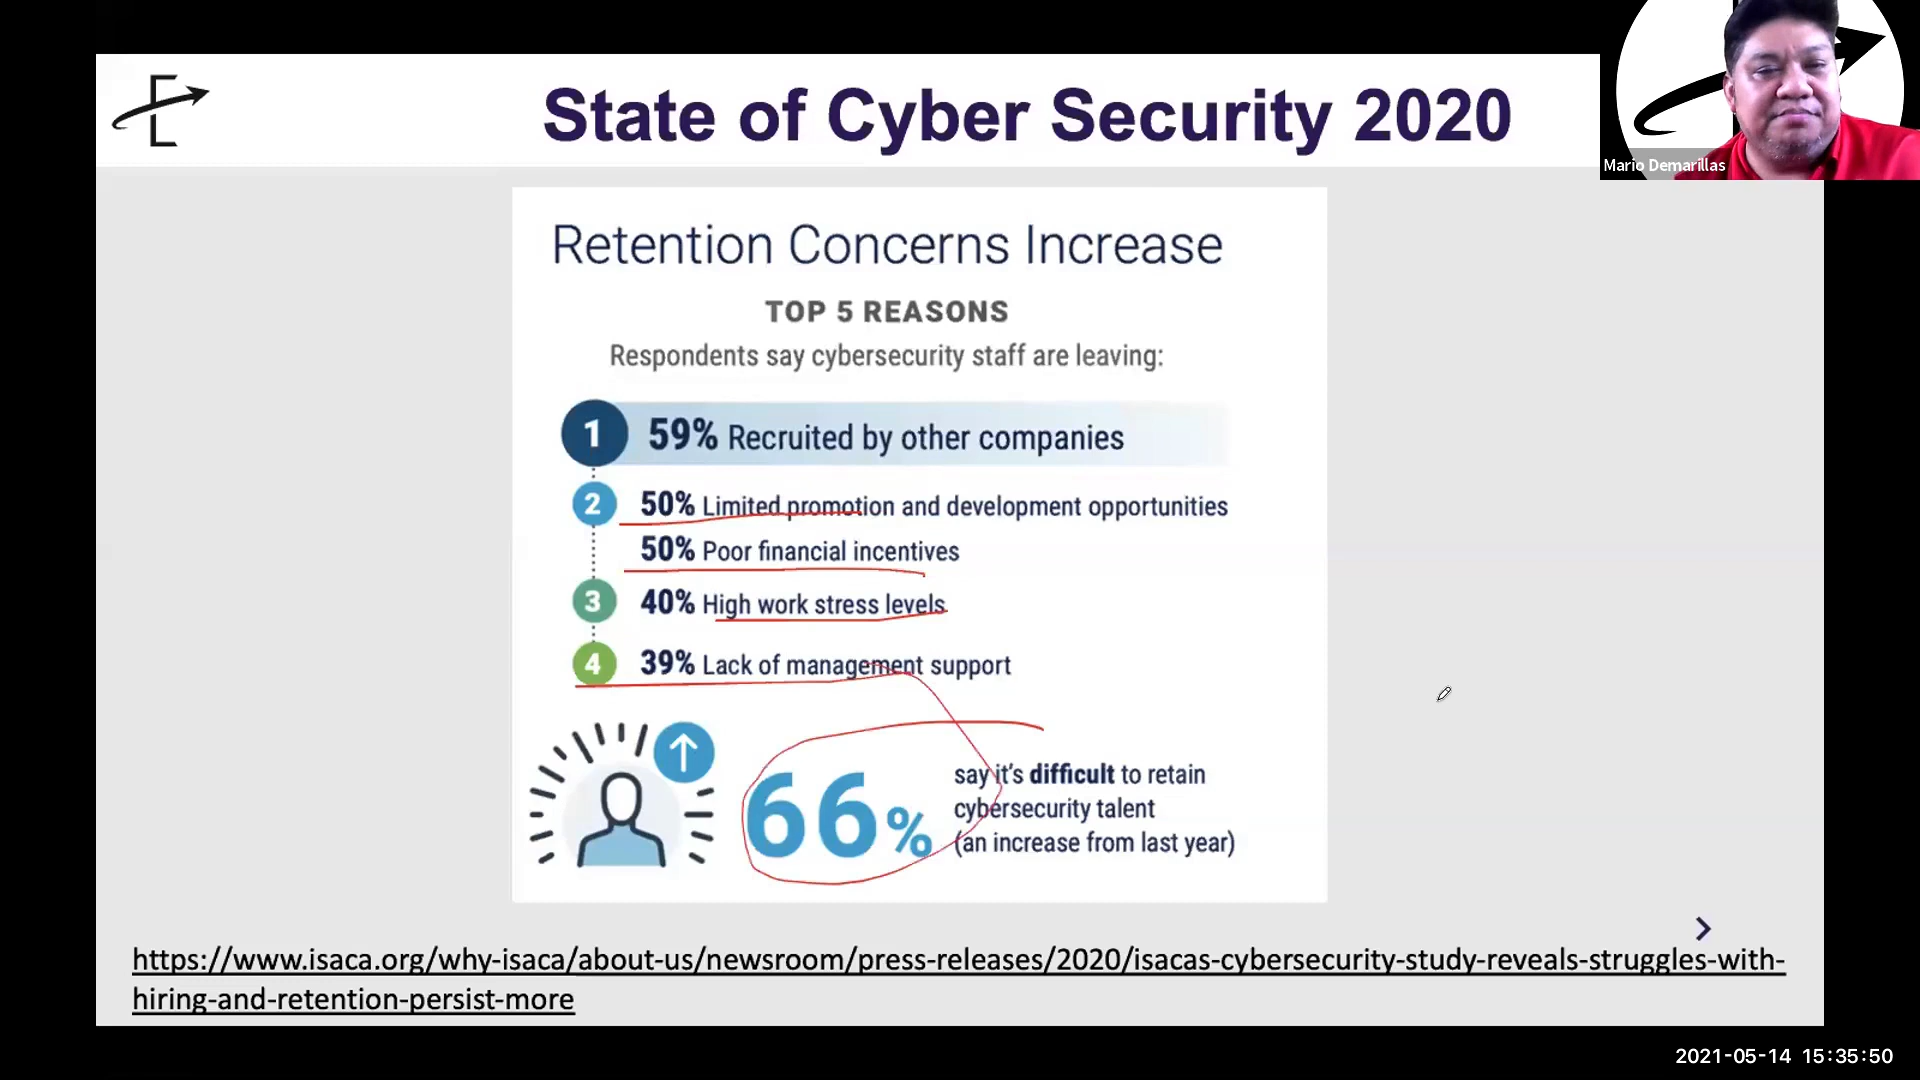 State of Cyber Security 2020
Mario Demarillas
Retention Concerns Increase
TOP 5 REASONS
Respondents say cybersecurity staff are leaving:
1 59% Recruited by other companies
2 50% Limited promotion and development opportunities
50% Poor financial incentives
3 40% High work stress levels
4 39% Lack of management support
66% say it's difficult to retain
cybersecurity talent
(an increase from last year)
https://www.isaca.org/why-isaca/about-us/newsroom/press-releases/2020/isacas-cybersecurity-study-reveals-struggles-with-
hiring-and-retention-persist-more
2021-05-14 15:35:50